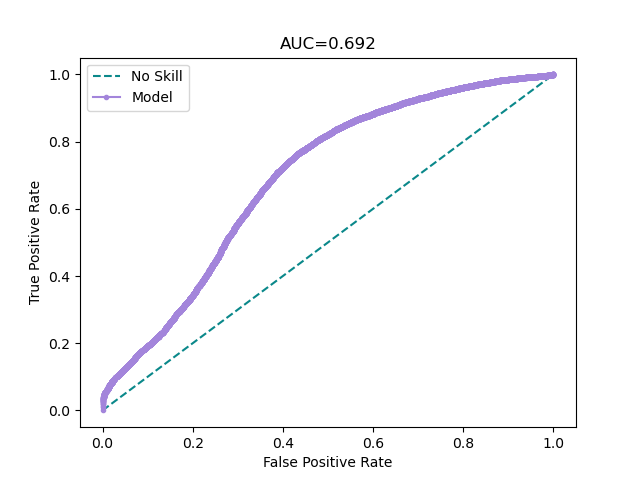 AUC=0.692
No Skill
Model
1.0
0.8
0.6
0.4
0.2
0.0
True Positive Rate
0.0 0.2 0.4 0.6 0.8 1.0
False Positive Rate